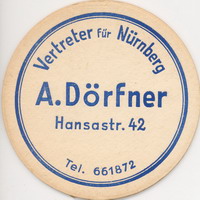 Vertreter für Nürnberg
A. Dörfner
Hansastr. 42
Tel. 661872